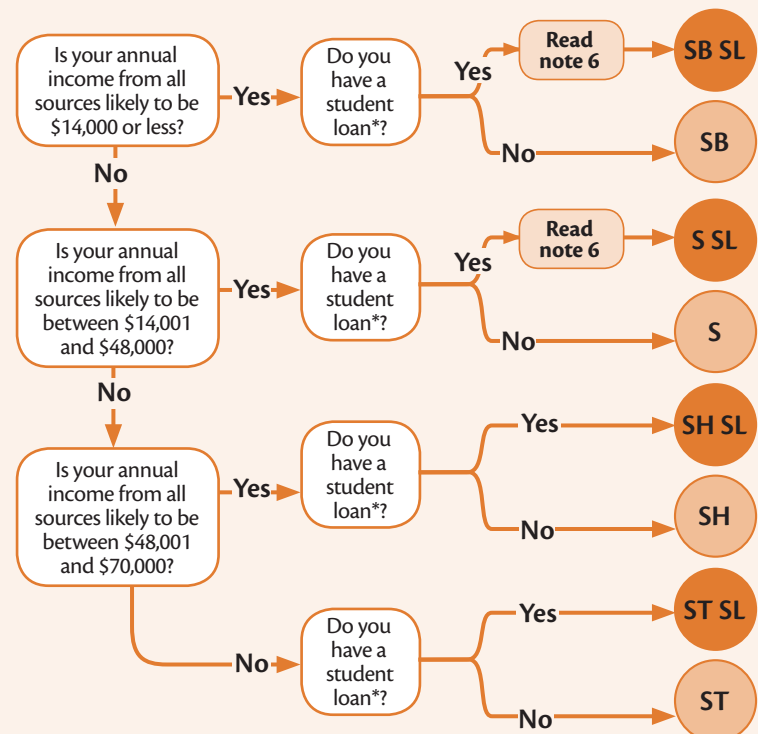 Is your annual
income from all
sources likely to be
$14,000 or less?
Yes
Do you
have a
student
loan*?
Yes
Read
note 6
SB SL
No
SB
No
Is your annual
income from all
sources likely to be
between $14,001
and $48,000?
Yes
Do you
have a
student
loan*?
Yes
Read
note 6
S SL
No
S
No
Is your annual
income from all
sources likely to be
between $48,001
and $70,000?
Yes
Do you
have a
student
loan*?
Yes
SH SL
No
SH
No
Do you
have a
student
loan*?
Yes
ST SL
No
ST